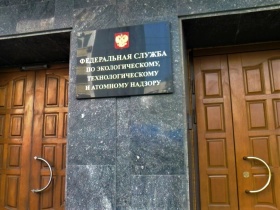 ФЕДЕРАЛЬНАЯ СЛУЖБА
ПО ЭКОЛОГИЧЕСКОМУ,
ТЕХНОЛОГИЧЕСКОМУ
И АТОМНОМУ НАДЗОРУ